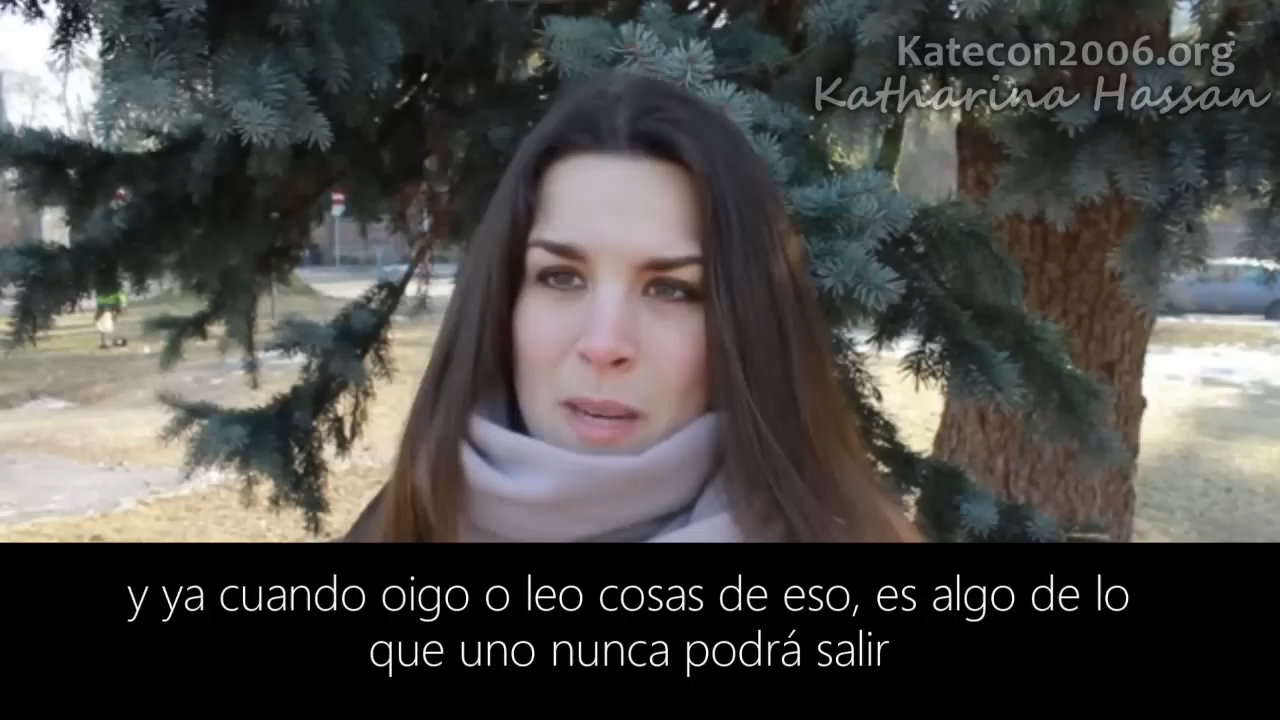 Katecon2006.org
Katharina Hassan
y ya cuando oigo o leo cosas de eso, es algo de lo
que uno nunca podrá salir